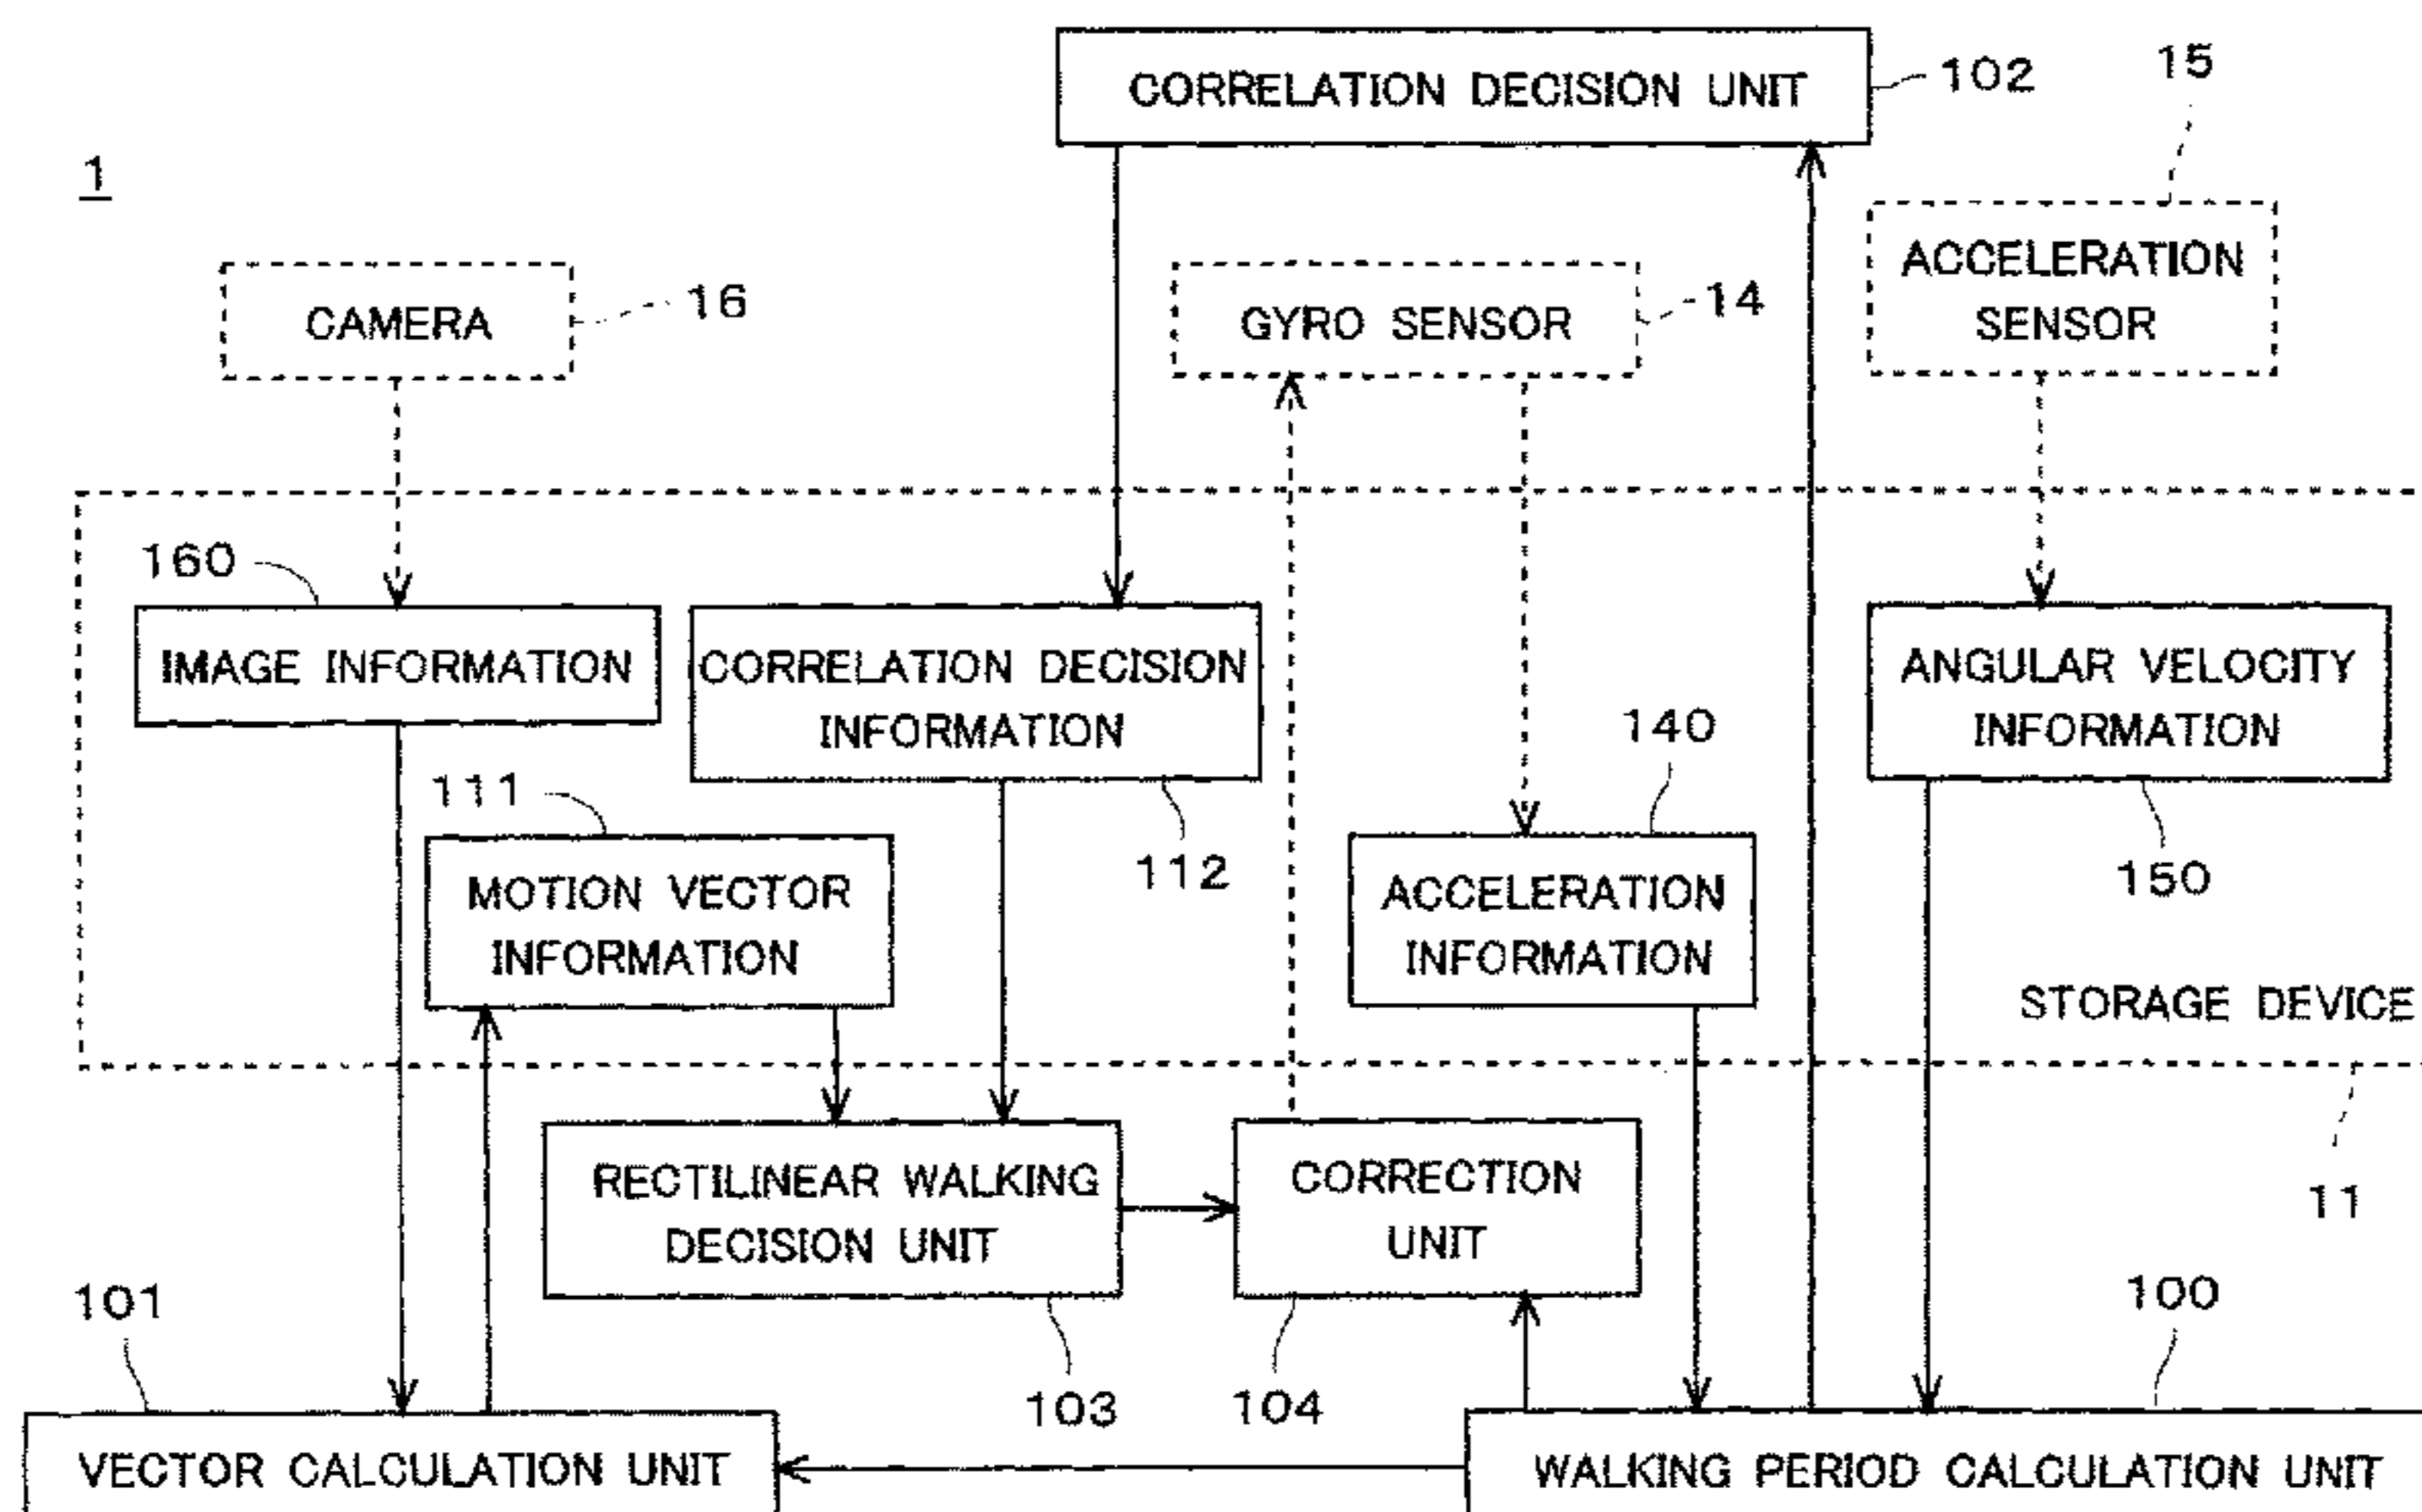 CORRELATION DECISION UNIT
102
15
1
CAMERA
16
GYRO SENSOR
14
ACCELERATION
SENSOR
160
IMAGE INFORMATION
CORRELATION DECISION
INFORMATION
112
ANGULAR VELOCITY
INFORMATION
150
111
MOTION VECTOR
INFORMATION
140
ACCELERATION
INFORMATION
STORAGE DEVICE
11
RECTILINEAR WALKING
DECISION UNIT
103
CORRECTION
UNIT
104
101
VECTOR CALCULATION UNIT
100
WALKING PERIOD CALCULATION UNIT